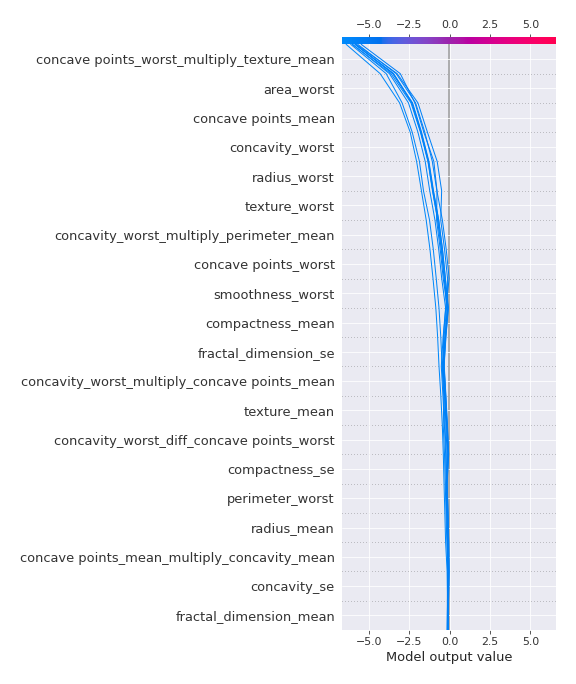 −5.0 −2.5 0.0 2.5 5.0
concave points_worst_multiply_texture_mean
area_worst
concave points_mean
concavity_worst
radius_worst
texture_worst
concavity_worst_multiply_perimeter_mean
concave points_worst
smoothness_worst
compactness_mean
fractal_dimension_se
concavity_worst_multiply_concave points_mean
texture_mean
concavity_worst_diff_concave points_worst
compactness_se
perimeter_worst
radius_mean
concave points_mean_multiply_concavity_mean
concavity_se
fractal_dimension_mean
−5.0 −2.5 0.0 2.5 5.0
Model output value